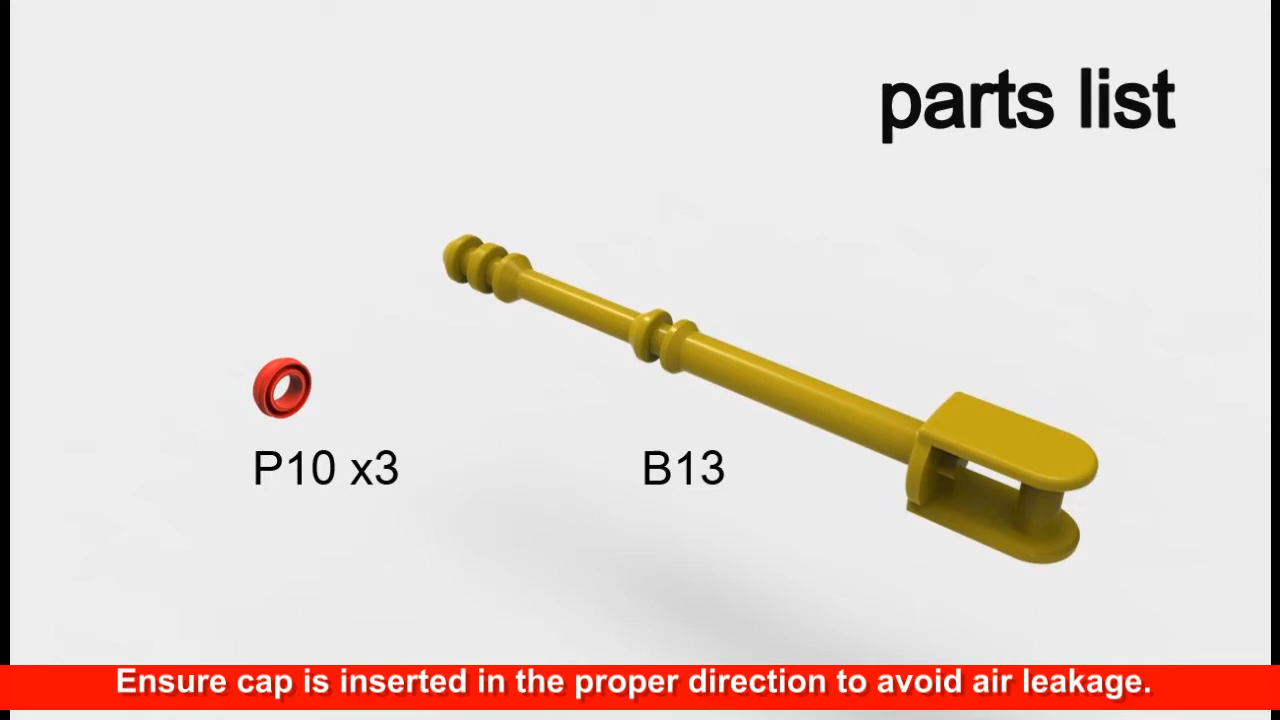 parts list
P10 x3
B13
Ensure cap is inserted in the proper direction to avoid air leakage.